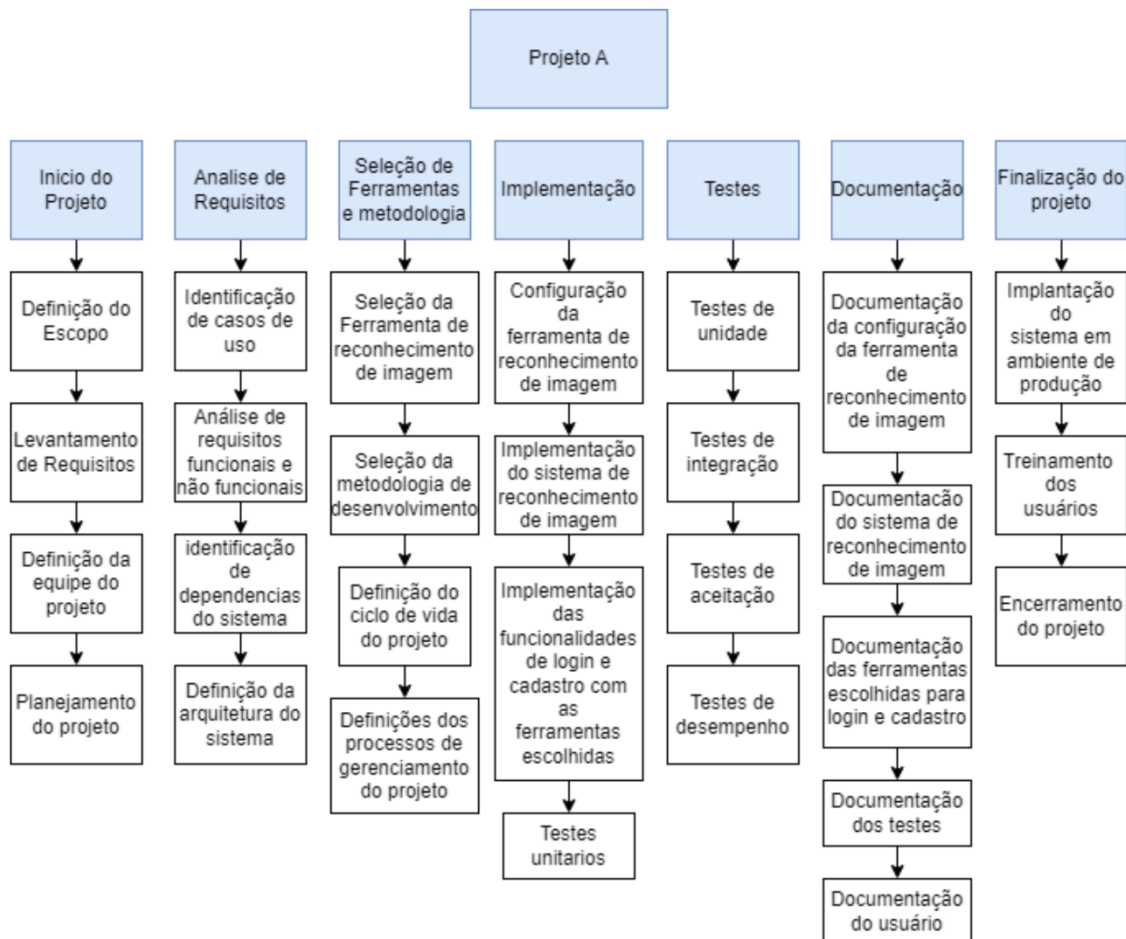 Projeto A
Inicio do
Projeto
Definição do
Escopo
Levantamento
de Requisitos
Definição da
equipe do
projeto
Planejamento
do projeto
Analise de
Requisitos
Identificação
de casos de
uso
Análise de
requisitos
funcionais e
não funcionais
identificação
de
dependencias
do sistema
Definição da
arquitetura do
sistema
Seleção de
Ferramentas
e metodologia
Seleção da
Ferramenta de
reconhecimento
de imagem
Seleção da
metodologia de
desenvolvimento
Definição do
ciclo de vida
do projeto
Definições dos
processos de
gerenciamento
do projeto
Implementação
Configuração
da
ferramenta de
reconhecimento
de imagem
Implementação
do sistema de
reconhecimento
de imagem
Implementação
das
funcionalidades
de login e
cadastro com
as
ferramentas
escolhidas
Testes
unitarios
Testes
Testes de
unidade
Testes de
integração
Testes de
aceitação
Testes de
desempenho
Documentação
Documentação
da configuração
da ferramenta
de
reconhecimento
de imagem
Documentação
do sistema de
reconhecimento
de imagem
Documentação
das ferramentas
escolhidas para
login e cadastro
Documentação
dos testes
Documentação
do usuário
Finalização do
projeto
Implantação
do
sistema em
ambiente de
produção
Treinamento
dos
usuários
Encerramento
do projeto